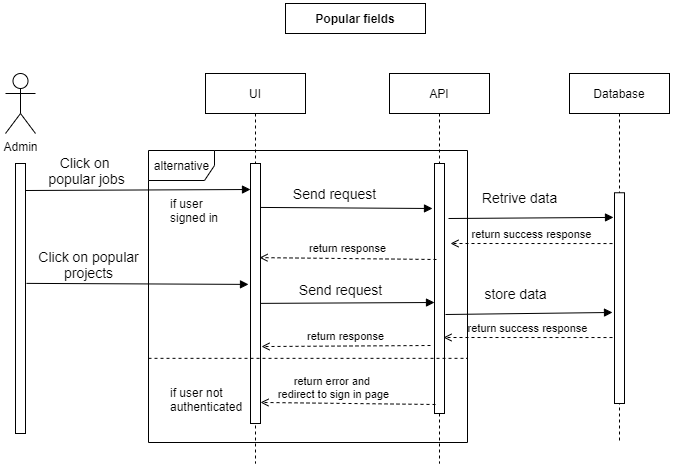 Popular fields
UI
API
Database
Admin
Click on
popular jobs
alternative
if user
signed in
Send request
Retrive data
return success response
return response
Click on popular
projects
Send request
store data
return success response
return response
if user not
authenticated
return error and
redirect to sign in page